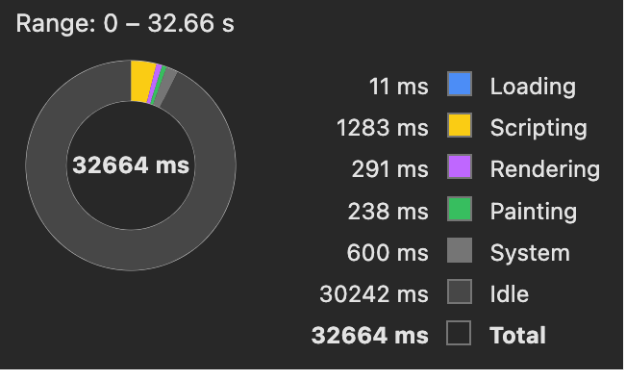 Range: 0 – 32.66 s
32664 ms
11 ms Loading
1283 ms Scripting
291 ms Rendering
238 ms Painting
600 ms System
30242 ms Idle
32664 ms Total